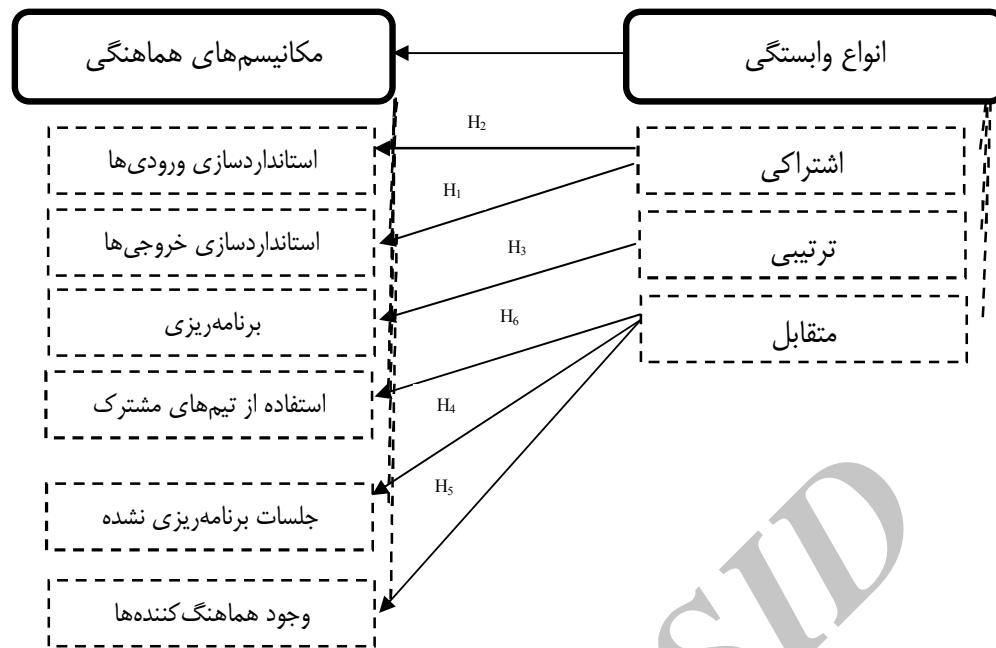 انواع وابستگی
مکانیسم‌های هماهنگی
اشتراکی
H2
استانداردسازی ورودی‌ها
H1
استانداردسازی خروجی‌ها
ترتیبی
H3
برنامه‌ریزی
متقابل
H6
استفاده از تیم‌های مشترک
H4
جلسات برنامه‌ریزی نشده
H5
وجود هماهنگ‌کننده‌ها
SID